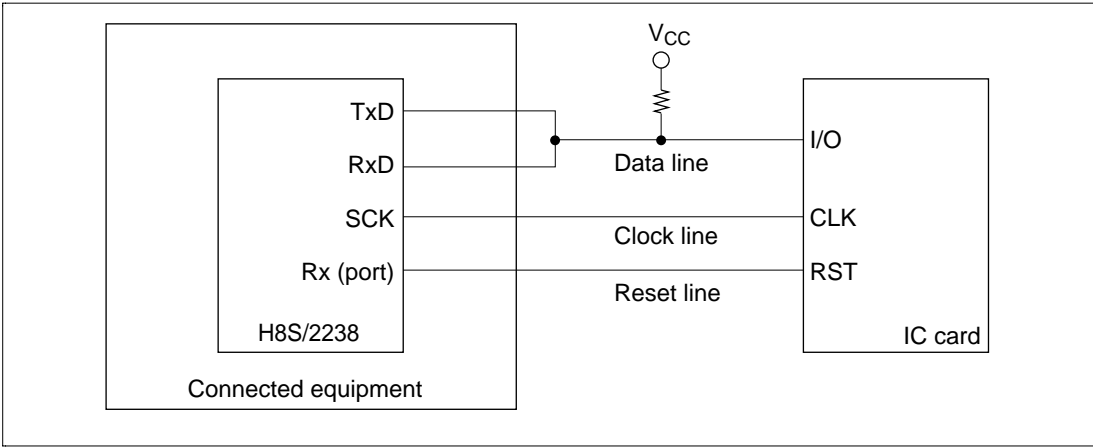 VCC
TxD
I/O
RxD
Data line
SCK
CLK
Clock line
Rx (port)
RST
Reset line
H8S/2238
IC card
Connected equipment